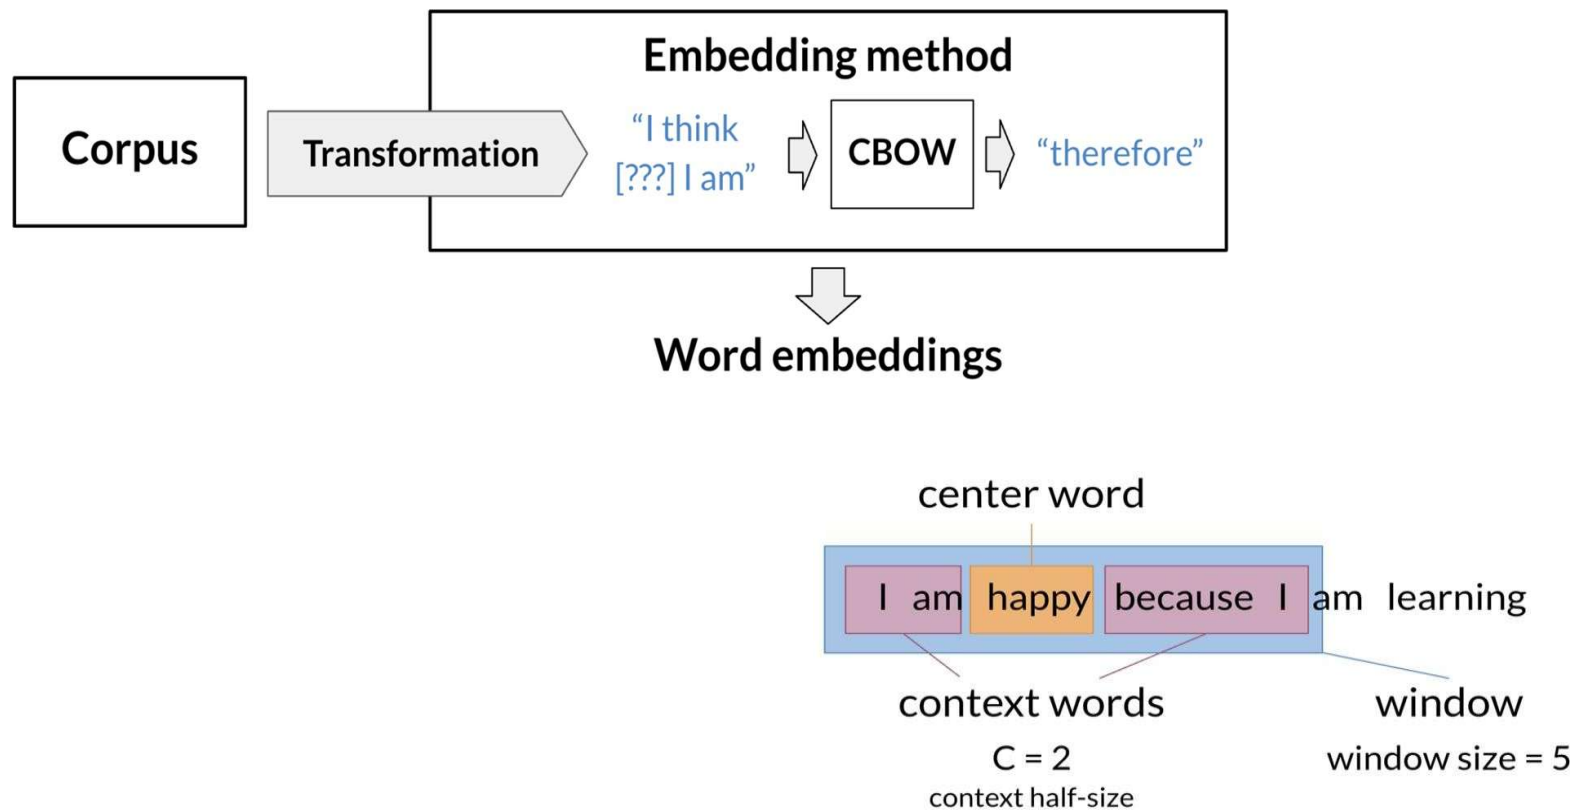 Embedding method
Corpus
Transformation
“I think
[???] I am”
CBOW
“therefore”
Word embeddings
center word
I am happy because I am learning
context words
window
C = 2
window size = 5
context half-size